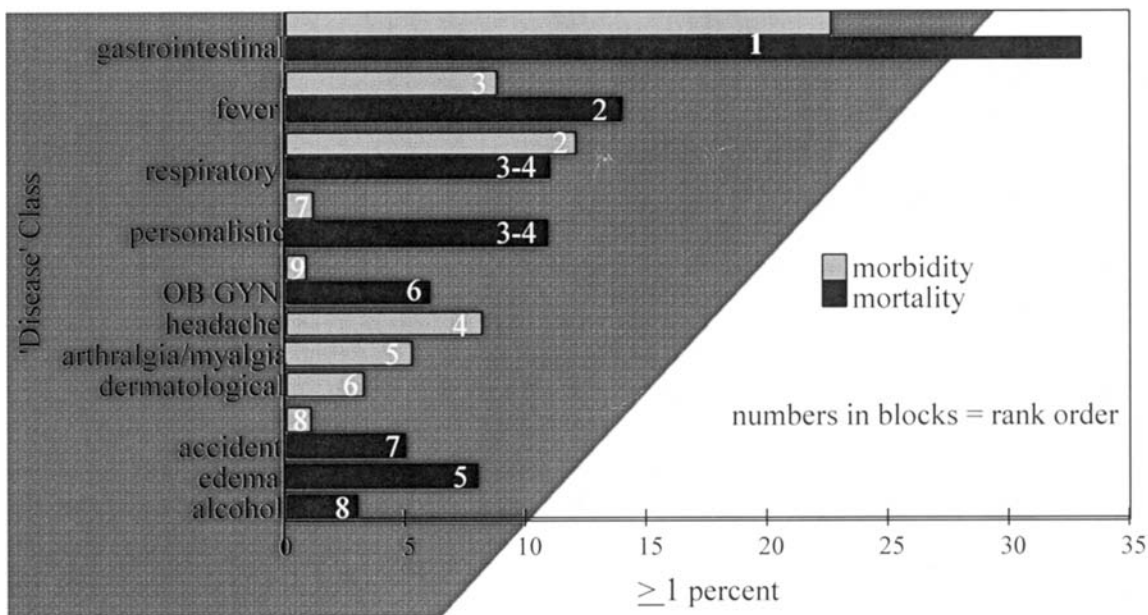 'Disease' Class
gastrointestinal
1
fever
3
2
respiratory
2
3-4
personalistic
7
3-4
OB GYN
9
6
headache
4
arthralgia/myalgia
5
dermatological
6
accident
8
7
edema
5
alcohol
8
morbidity
mortality
numbers in blocks = rank order
0 5 10 15 20 25 30 35
≥ 1 percent